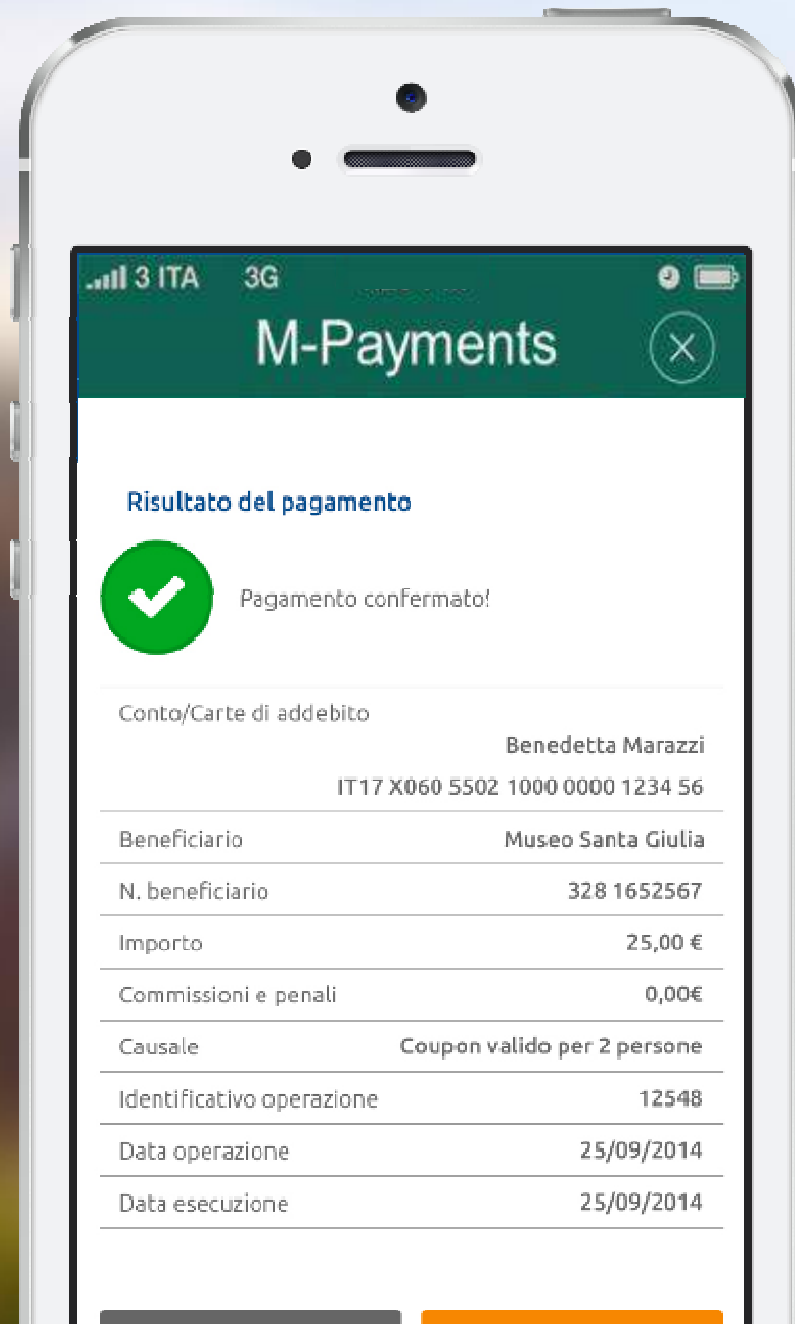 3 ITA 3G
M-Payments
Risultato del pagamento
Pagamento confermato!
Conto/Carte di addebito
Benedetta Marazzi
IT17 X060 5502 1000 0000 1234 56
Beneficiario Museo Santa Giulia
N. beneficiario 328 1652567
Importo 25,00 €
Commissioni e penali 0,00€
Causale Coupon valido per 2 persone
Identificativo operazione 12548
Data operazione 25/09/2014
Data esecuzione 25/09/2014